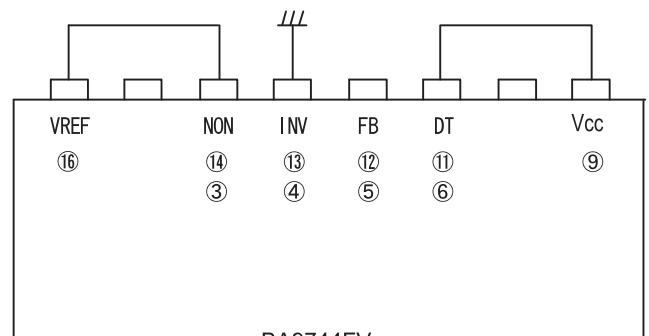 VREF NON INV FB DT Vcc
⑯ ⑭ ⑬ ⑫ ⑪ ⑨
③ ④ ⑤ ⑥